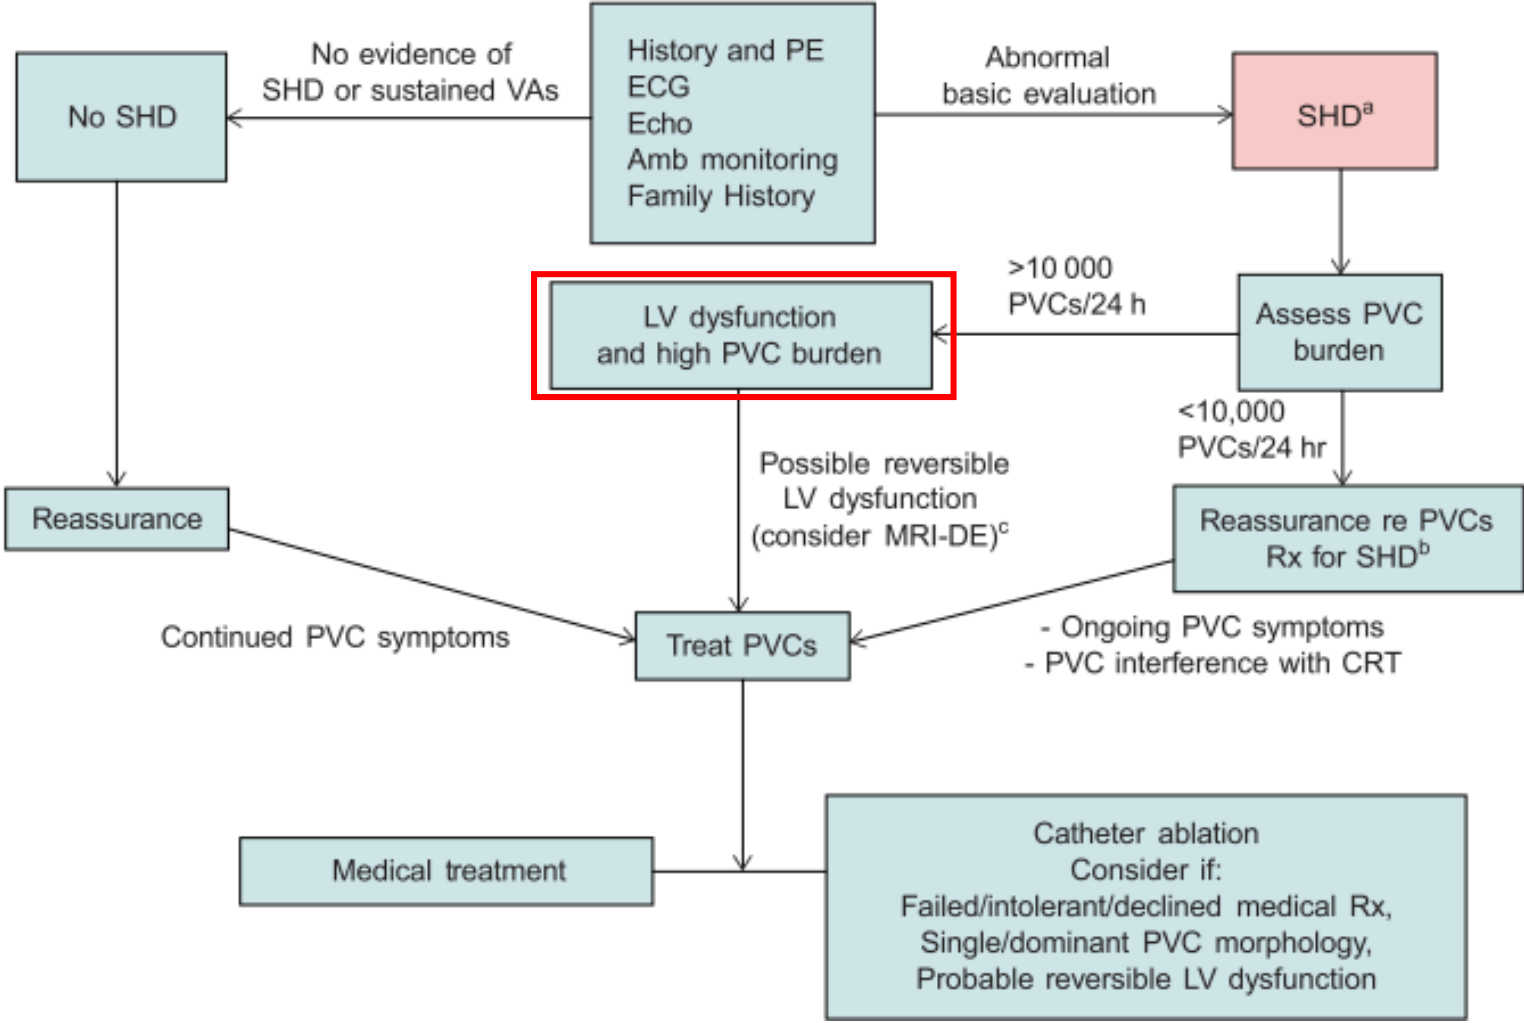 No evidence of
SHD or sustained VAs
History and PE
ECG
Echo
Amb monitoring
Family History
Abnormal
basic evaluation
No SHD
SHDᵃ
>10 000
PVCs/24 h
LV dysfunction
and high PVC burden
Assess PVC
burden
<10,000
PVCs/24 hr
Possible reversible
LV dysfunction
(consider MRI-DE)ᶜ
Reassurance
Reassurance re PVCs
Rx for SHDᵇ
Continued PVC symptoms
Treat PVCs
- Ongoing PVC symptoms
- PVC interference with CRT
Medical treatment
Catheter ablation
Consider if:
Failed/intolerant/declined medical Rx,
Single/dominant PVC morphology,
Probable reversible LV dysfunction